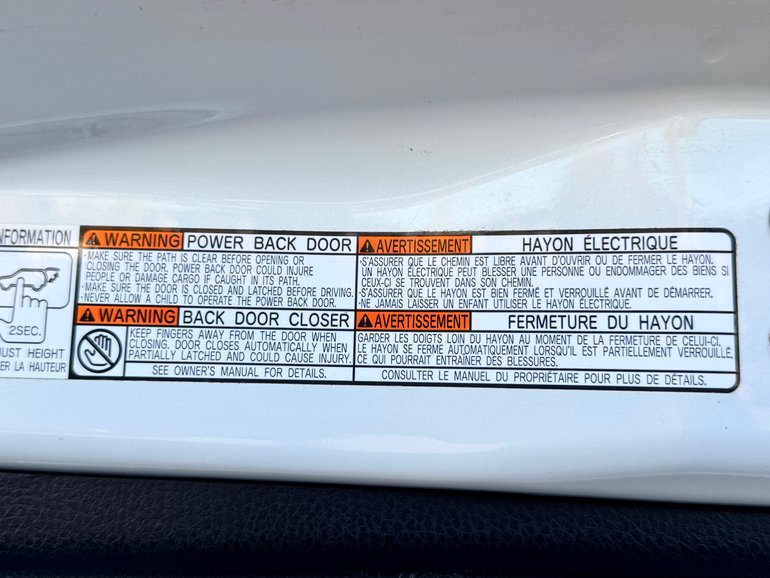 NFORMATION
2SEC.
UST HEIGHT
ER LA HAUTEUR
WARNING POWER BACK DOOR
·MAKE SURE THE PATH IS CLEAR BEFORE OPENING OR
CLOSING THE DOOR. POWER BACK DOOR COULD INJURE
PEOPLE OR DAMAGE CARGO IF CAUGHT IN ITS PATH.
·MAKE SURE THE DOOR IS CLOSED AND LATCHED BEFORE DRIVING.
·NEVER ALLOW A CHILD TO OPERATE THE POWER BACK DOOR.
WARNING BACK DOOR CLOSER
KEEP FINGERS AWAY FROM THE DOOR WHEN
CLOSING. DOOR CLOSES AUTOMATICALLY WHEN
PARTIALLY LATCHED AND COULD CAUSE INJURY.
SEE OWNER'S MANUAL FOR DETAILS.
AVERTISSEMENT HAYON ÉLECTRIQUE
·S'ASSURER QUE LE CHEMIN EST LIBRE AVANT D'OUVRIR OU DE FERMER LE HAYON.
UN HAYON ÉLECTRIQUE PEUT BLESSER UNE PERSONNE OU ENDOMMAGER DES BIENS SI
CEUX-CI SE TROUVENT DANS SON CHEMIN.
·S'ASSURER QUE LE HAYON EST BIEN FERMÉ ET VERROUILLÉ AVANT DE DÉMARRER.
·NE JAMAIS LAISSER UN ENFANT UTILISER LE HAYON ÉLECTRIQUE.
AVERTISSEMENT FERMETURE DU HAYON
GARDER LES DOIGTS LOIN DU HAYON AU MOMENT DE LA FERMETURE DE CELUI-CI.
LE HAYON SE FERME AUTOMATIQUEMENT LORSQU'IL EST PARTIELLEMENT VERROUILLÉ,
CE QUI POURRAIT ENTRAÎNER DES BLESSURES.
CONSULTER LE MANUEL DU PROPRIÉTAIRE POUR PLUS DE DÉTAILS.